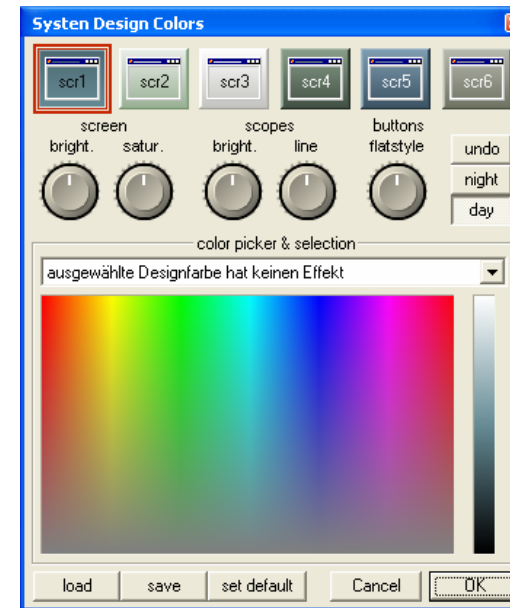 Systen Design Colors
scr1 scr2 scr3 scr4 scr5 scr6
screen scopes buttons
bright. satur. bright. line flatstyle
undo
night
day
color picker & selection
ausgewählte Designfarbe hat keinen Effekt
load save set default Cancel OK